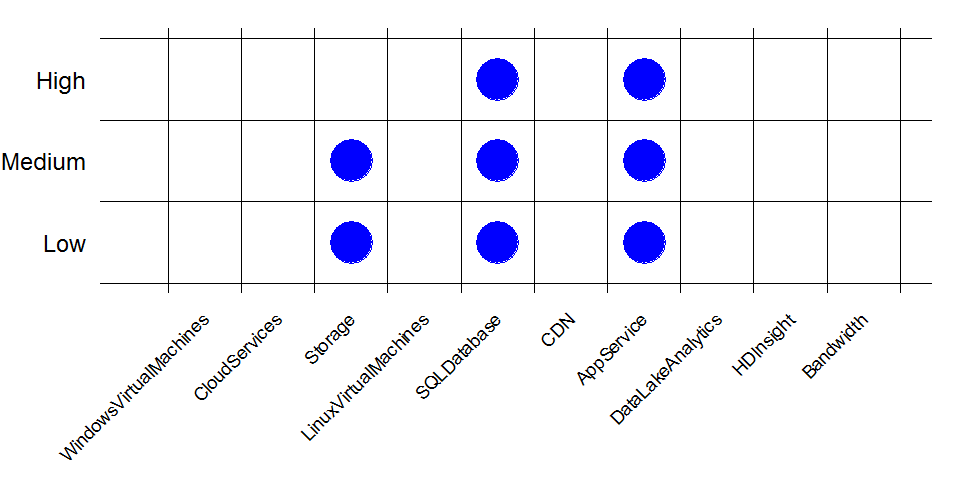 High
Medium
Low
WindowsVirtualMachines
CloudServices
Storage
LinuxVirtualMachines
SQLDatabase
CDN
AppService
DataLakeAnalytics
HDInsight
Bandwidth